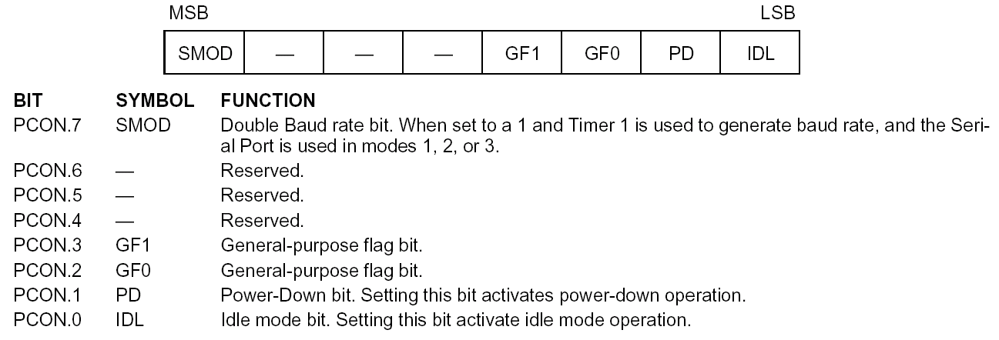 MSB LSB
SMOD — — — GF1 GF0 PD IDL
BIT SYMBOL FUNCTION
PCON.7 SMOD Double Baud rate bit. When set to a 1 and Timer 1 is used to generate baud rate, and the Seri-
al Port is used in modes 1, 2, or 3.
PCON.6 — Reserved.
PCON.5 — Reserved.
PCON.4 — Reserved.
PCON.3 GF1 General-purpose flag bit.
PCON.2 GF0 General-purpose flag bit.
PCON.1 PD Power-Down bit. Setting this bit activates power-down operation.
PCON.0 IDL Idle mode bit. Setting this bit activate idle mode operation.